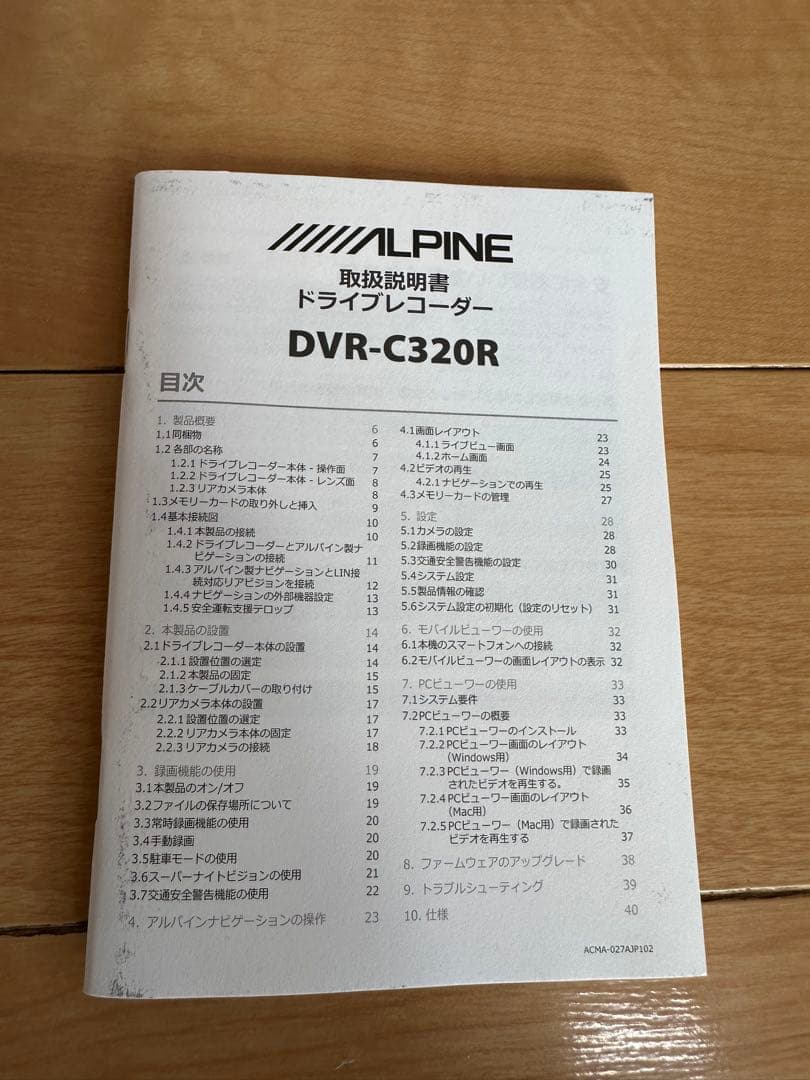 ALPINE
取扱説明書
ドライブレコーダー
DVR-C320R
目次
1. 製品概要 6
1.1同梱物 6
1.2 各部の名称 7
1.2.1 ドライブレコーダー本体 - 操作面 7
1.2.2 ドライブレコーダー本体 - レンズ面 8
1.2.3 リアカメラ本体 8
1.3メモリーカードの取り外しと挿入 9
1.4基本接続図 10
1.4.1 本製品の接続 10
1.4.2 ドライブレコーダーとアルパイン製ナ
ビゲーションの接続 11
1.4.3 アルパイン製ナビゲーションとLIN接
続対応リアビジョンを接続 12
1.4.4 ナビゲーションの外部機器設定 13
1.4.5 安全運転支援テロップ 13
2. 本製品の設置 14
2.1ドライブレコーダー本体の設置 14
2.1.1 設置位置の選定 14
2.1.2 本製品の固定 15
2.1.3 ケーブルカバーの取り付け 15
2.2リアカメラ本体の設置 17
2.2.1 設置位置の選定 17
2.2.2 リアカメラ本体の固定 17
2.2.3 リアカメラの接続 18
3. 録画機能の使用 19
3.1本製品のオン/オフ 19
3.2ファイルの保存場所について 19
3.3常時録画機能の使用 20
3.4手動録画 20
3.5駐車モードの使用 20
3.6スーパーナイトビジョンの使用 21
3.7交通安全警告機能の使用 22
4. アルパインナビゲーションの操作 23
4.1画面レイアウト 23
4.1.1 ライブビュー画面 23
4.1.2 ホーム画面 24
4.2ビデオの再生 25
4.2.1 ナビゲーションでの再生 25
4.3メモリーカードの管理 27
5. 設定 28
5.1カメラの設定 28
5.2録画機能の設定 28
5.3交通安全警告機能の設定 30
5.4システム設定 31
5.5製品情報の確認 31
5.6システム設定の初期化（設定のリセット） 31
6. モバイルビューワーの使用 32
6.1本機のスマートフォンへの接続 32
6.2モバイルビューワーの画面レイアウトの表示 32
7. PCビューワーの使用 33
7.1システム要件 33
7.2PCビューワーの概要 33
7.2.1 PCビューワーのインストール 33
7.2.2 PCビューワー画面のレイアウト
（Windows用） 34
7.2.3 PCビューワー（Windows用）で録画
されたビデオを再生する。 35
7.2.4 PCビューワー画面のレイアウト
（Mac用） 36
7.2.5 PCビューワー（Mac用）で録画された
ビデオを再生する 37
8. ファームウェアのアップグレード 38
9. トラブルシューティング 39
10. 仕様 40
ACMA-027AJP102